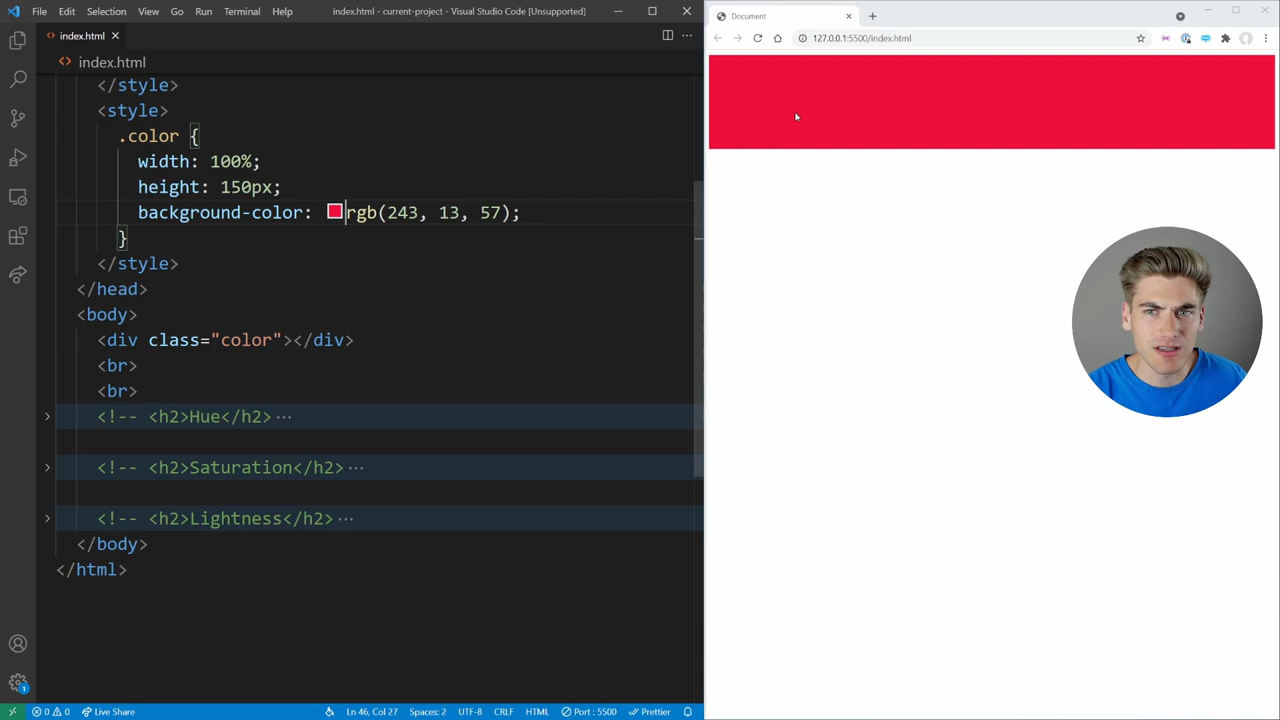 File Edit Selection View Go Run Terminal Help
index.html - current-project - Visual Studio Code [Unsupported]
index.html
index.html
</style>
<style>
.color {
width: 100%;
height: 150px;
background-color: rgb(243, 13, 57);
}
</style>
</head>
<body>
<div class="color"></div>
<br>
<br>
<!-- <h2>Hue</h2> ...
<!-- <h2>Saturation</h2> ...
<!-- <h2>Lightness</h2> ...
</body>
</html>
1
0 0 Live Share Ln 46, Col 27 Spaces: 2 UTF-8 CRLF HTML Port : 5500 Prettier
Document
127.0.0.1:5500/index.html